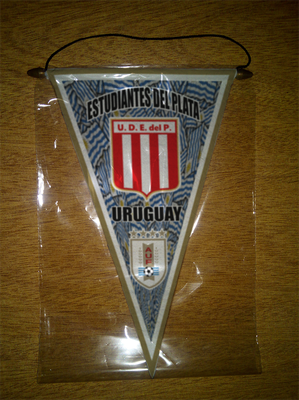 ESTUDIANTES DEL PLATA
U. D. E. del P.
URUGUAY